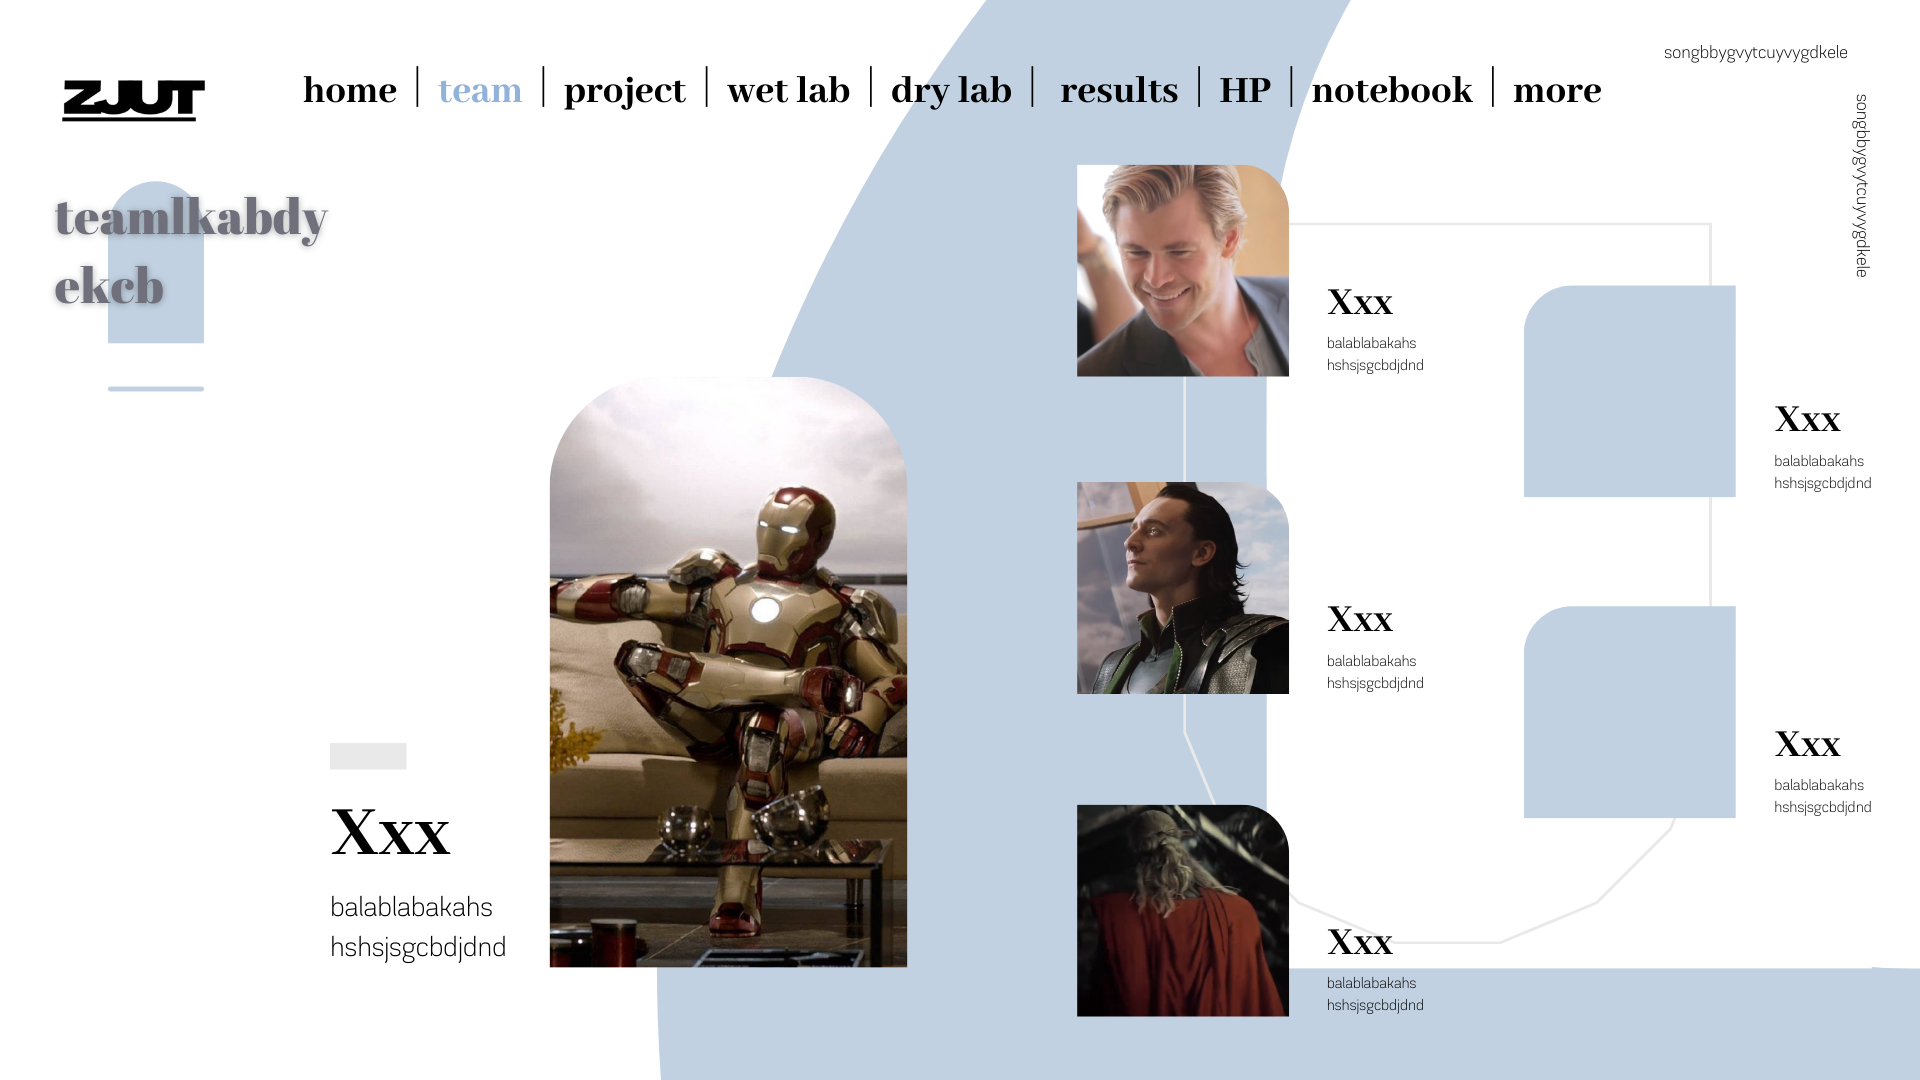 songbbygvytcuyvygdkele
ZJUT
home | team | project | wet lab | dry lab | results | HP | notebook | more
songbbygvytcuyvygdkele
teamlkabdy
ekcb
Xxx
balablabakahs
hshsjsgcbdjdnd
Xxx
balablabakahs
hshsjsgcbdjdnd
Xxx
balablabakahs
hshsjsgcbdjdnd
Xxx
balablabakahs
hshsjsgcbdjdnd
Xxx
balablabakahs
hshsjsgcbdjdnd
Xxx
balablabakahs
hshsjsgcbdjdnd